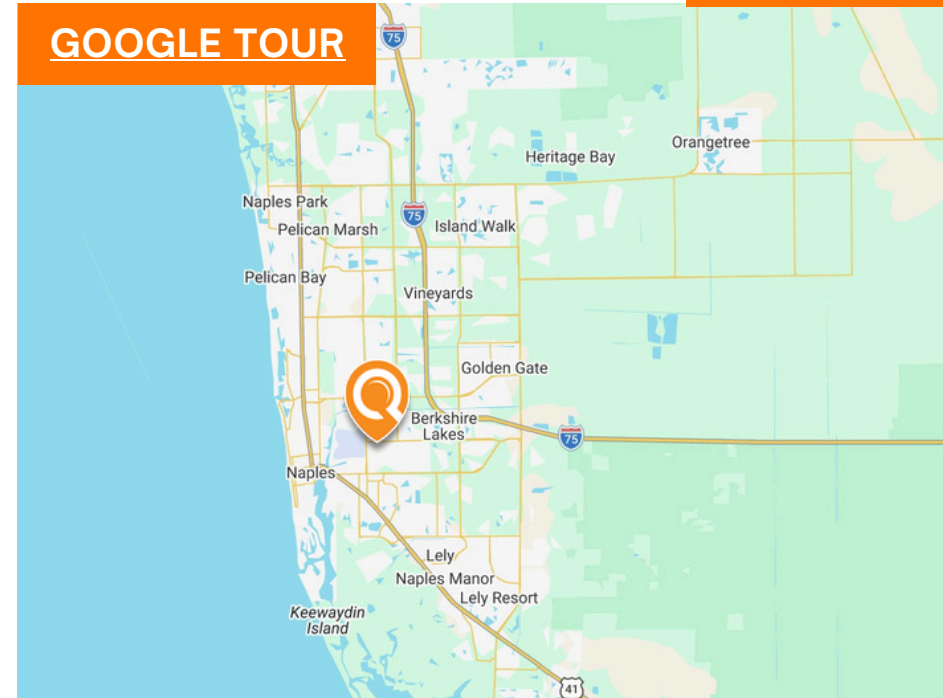 GOOGLE TOUR
75
Orangetree
Heritage Bay
Naples Park
75
Island Walk
Pelican Marsh
Pelican Bay
Vineyards
Golden Gate
Berkshire
Lakes
75
Naples
Lely
Naples Manor
Lely Resort
Keewaydin
Island
41